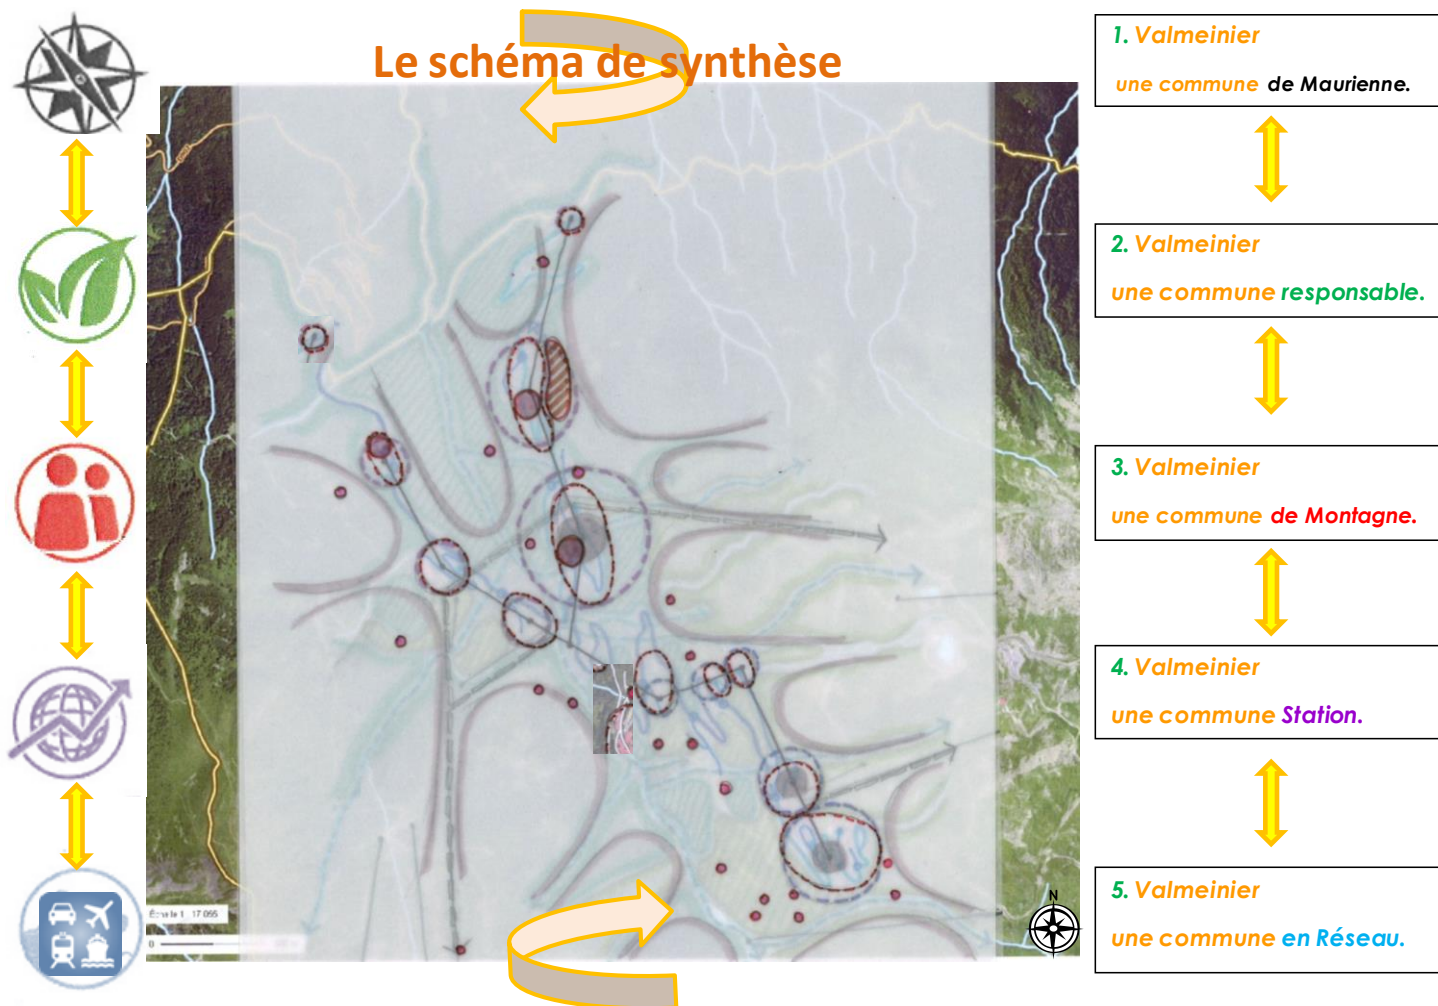 Le schéma de synthèse
1. Valmeinier
une commune de Maurienne.
2. Valmeinier
une commune responsable.
3. Valmeinier
une commune de Montagne.
4. Valmeinier
une commune Station.
5. Valmeinier
une commune en Réseau.
N
0